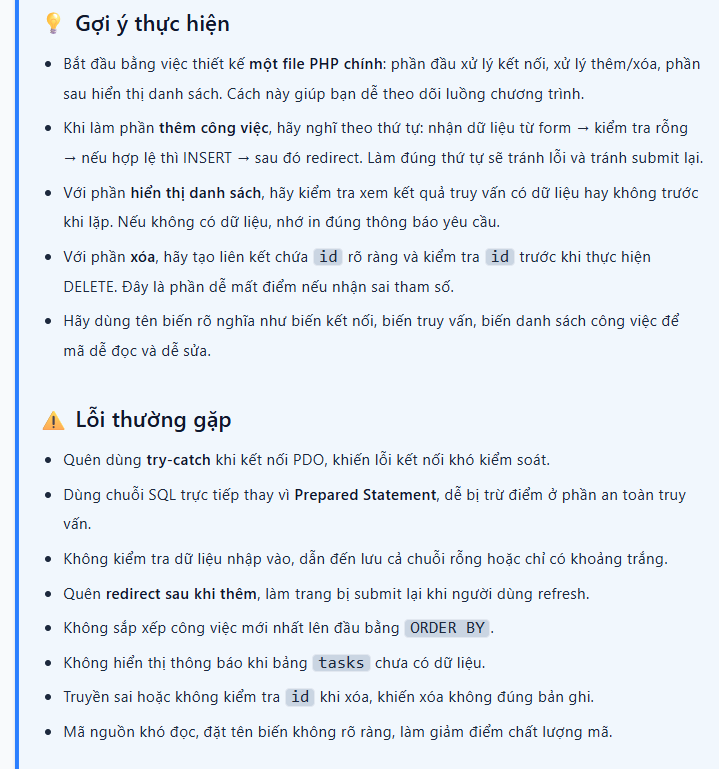 💡 Gợi ý thực hiện
• Bắt đầu bằng việc thiết kế một file PHP chính: phần đầu xử lý kết nối, xử lý thêm/xóa, phần
sau hiển thị danh sách. Cách này giúp bạn dễ theo dõi luồng chương trình.
• Khi làm phần thêm công việc, hãy nghĩ theo thứ tự: nhận dữ liệu từ form → kiểm tra rỗng
→ nếu hợp lệ thì INSERT → sau đó redirect. Làm đúng thứ tự sẽ tránh lỗi và tránh submit lại.
• Với phần hiển thị danh sách, hãy kiểm tra xem kết quả truy vấn có dữ liệu hay không trước
khi lặp. Nếu không có dữ liệu, nhớ in đúng thông báo yêu cầu.
• Với phần xóa, hãy tạo liên kết chứa id rõ ràng và kiểm tra id trước khi thực hiện
DELETE. Đây là phần dễ mất điểm nếu nhận sai tham số.
• Hãy dùng tên biến rõ nghĩa như biến kết nối, biến truy vấn, biến danh sách công việc để
mã dễ đọc và dễ sửa.
⚠️ Lỗi thường gặp
• Quên dùng try-catch khi kết nối PDO, khiến lỗi kết nối khó kiểm soát.
• Dùng chuỗi SQL trực tiếp thay vì Prepared Statement, dễ bị trừ điểm ở phần an toàn truy
vấn.
• Không kiểm tra dữ liệu nhập vào, dẫn đến lưu cả chuỗi rỗng hoặc chỉ có khoảng trắng.
• Quên redirect sau khi thêm, làm trang bị submit lại khi người dùng refresh.
• Không sắp xếp công việc mới nhất lên đầu bằng ORDER BY.
• Không hiển thị thông báo khi bảng tasks chưa có dữ liệu.
• Truyền sai hoặc không kiểm tra id khi xóa, khiến xóa không đúng bản ghi.
• Mã nguồn khó đọc, đặt tên biến không rõ ràng, làm giảm điểm chất lượng mã.